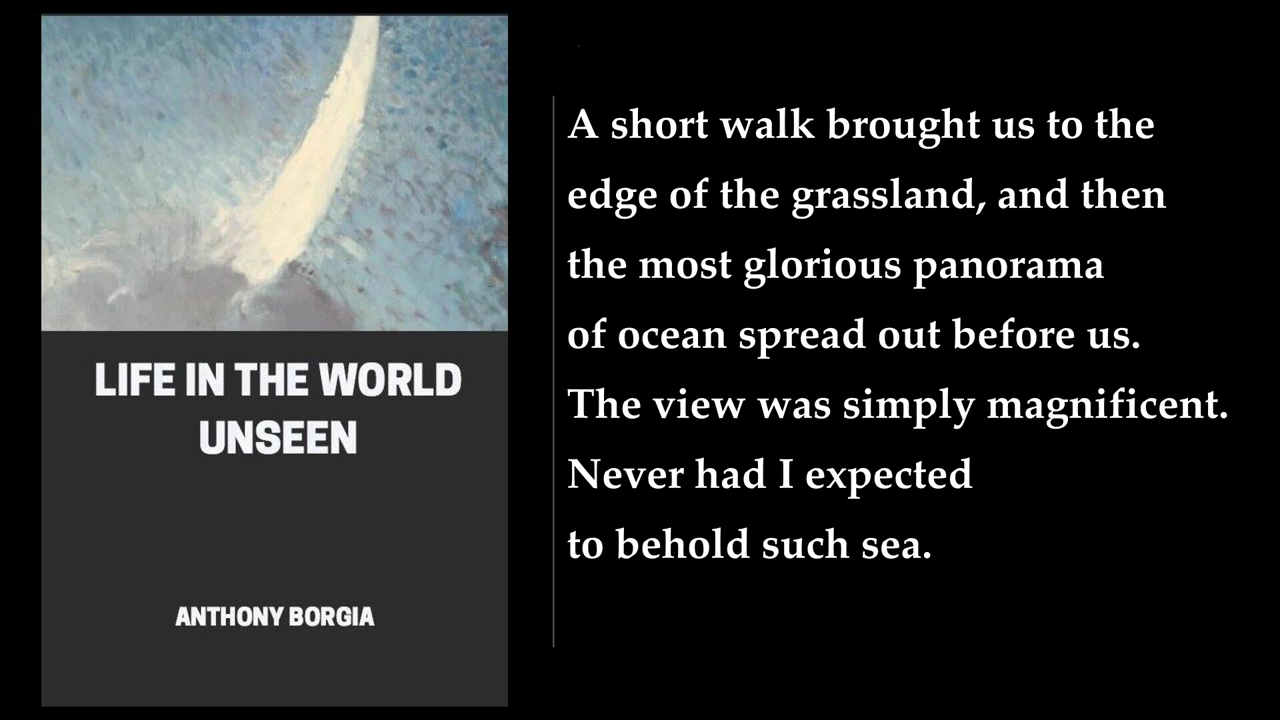 LIFE IN THE WORLD
UNSEEN
ANTHONY BORGIA
A short walk brought us to the
edge of the grassland, and then
the most glorious panorama
of ocean spread out before us.
The view was simply magnificent.
Never had I expected
to behold such sea.